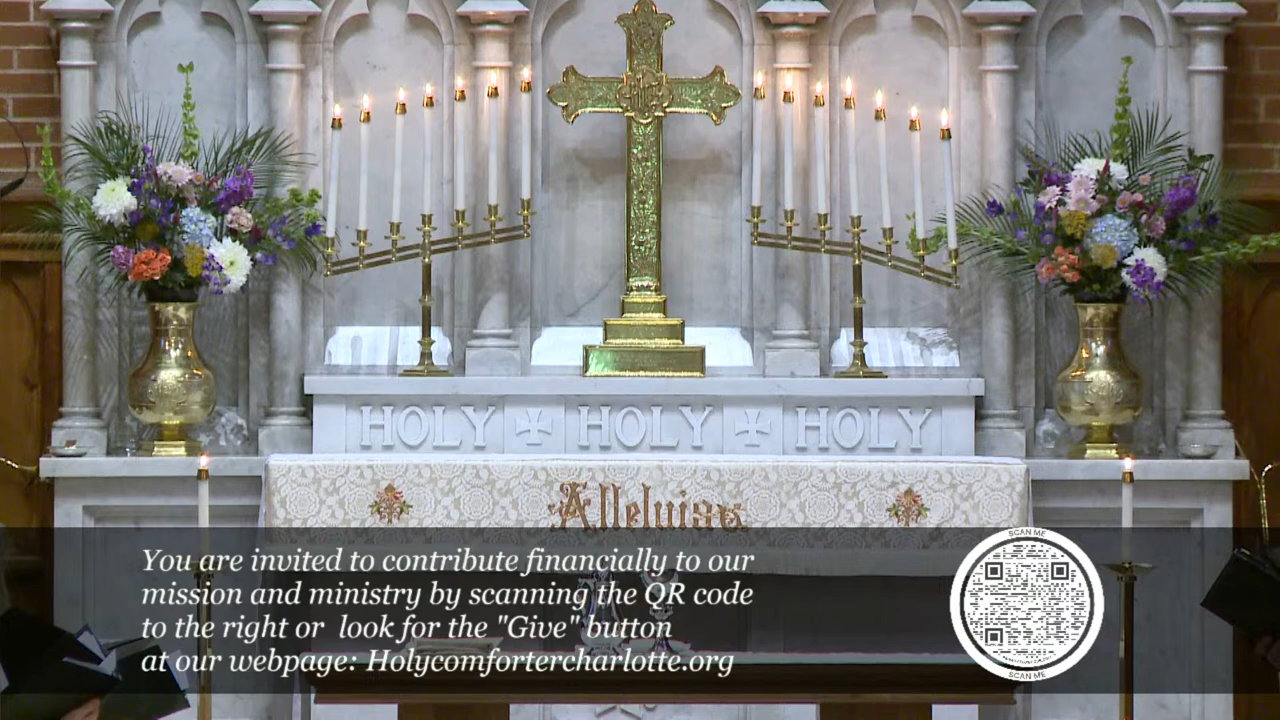 HOLY HOLY HOLY
Alleluia
You are invited to contribute financially to our
mission and ministry by scanning the QR code
to the right or look for the "Give" button
at our webpage: Holycomfortercharlotte.org
SCAN ME
SCAN ME